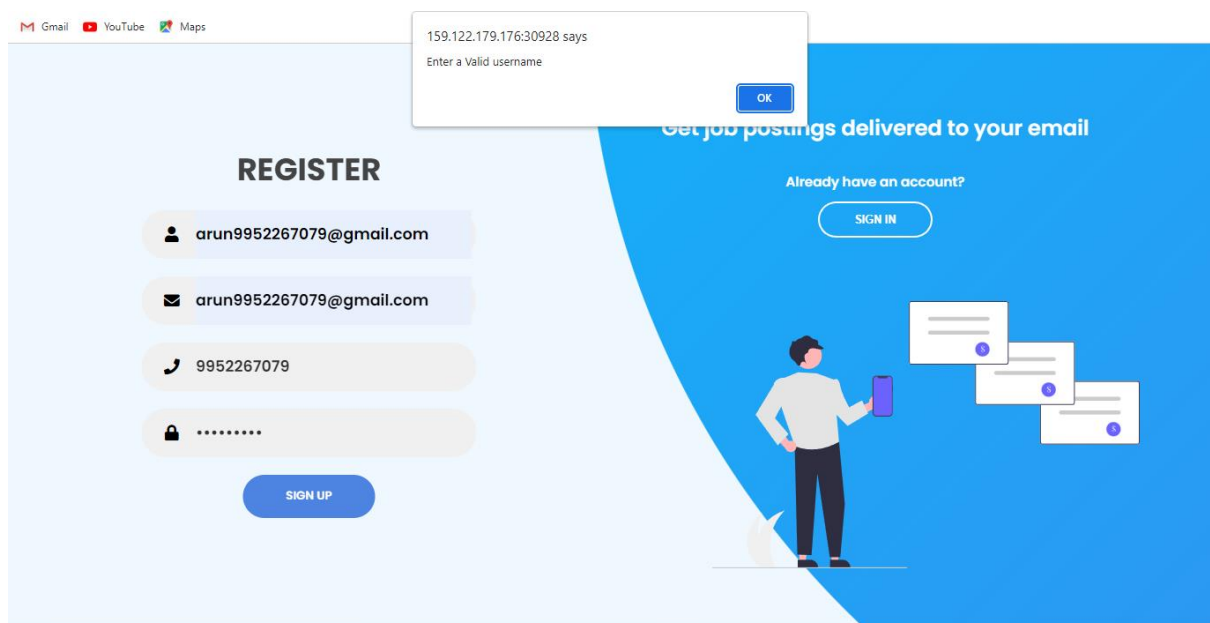 Gmail YouTube Maps
159.122.179.176:30928 says
Enter a Valid username
OK
Get job postings delivered to your email
REGISTER
Already have an account?
SIGN IN
arun9952267079@gmail.com
arun9952267079@gmail.com
9952267079
•••••••••
SIGN UP
S
S
S